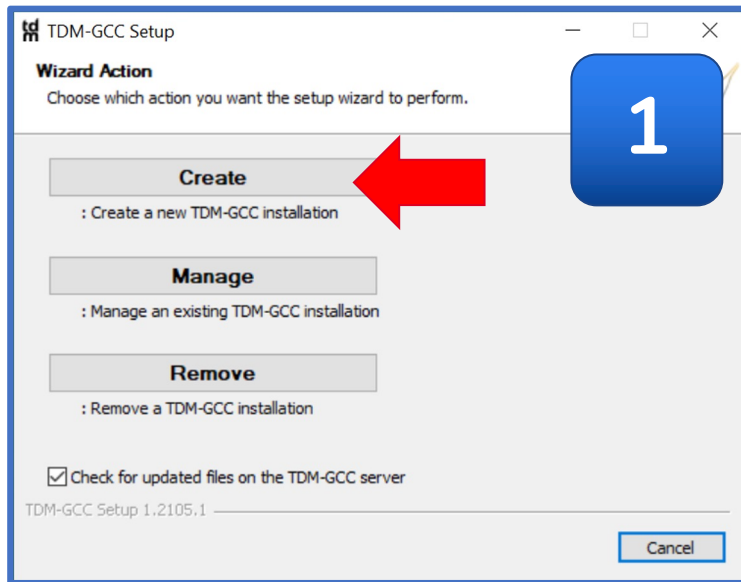 tdm TDM-GCC Setup
Wizard Action
Choose which action you want the setup wizard to perform.
1
Create
: Create a new TDM-GCC installation
Manage
: Manage an existing TDM-GCC installation
Remove
: Remove a TDM-GCC installation
Check for updated files on the TDM-GCC server
TDM-GCC Setup 1.2105.1
Cancel